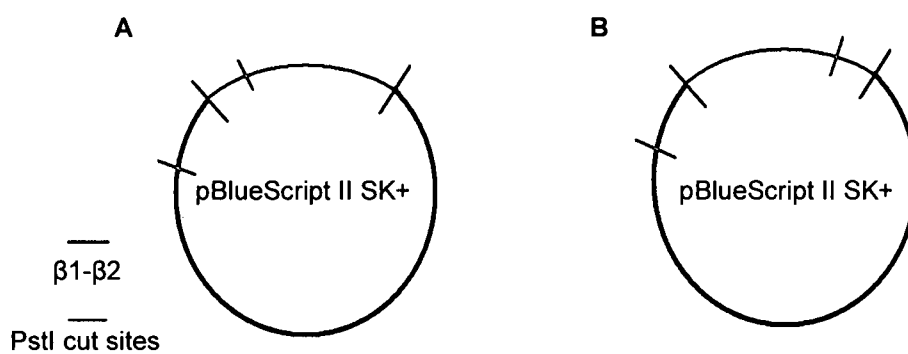 A
B
pBlueScript II SK+
pBlueScript II SK+
β1-β2
PstI cut sites